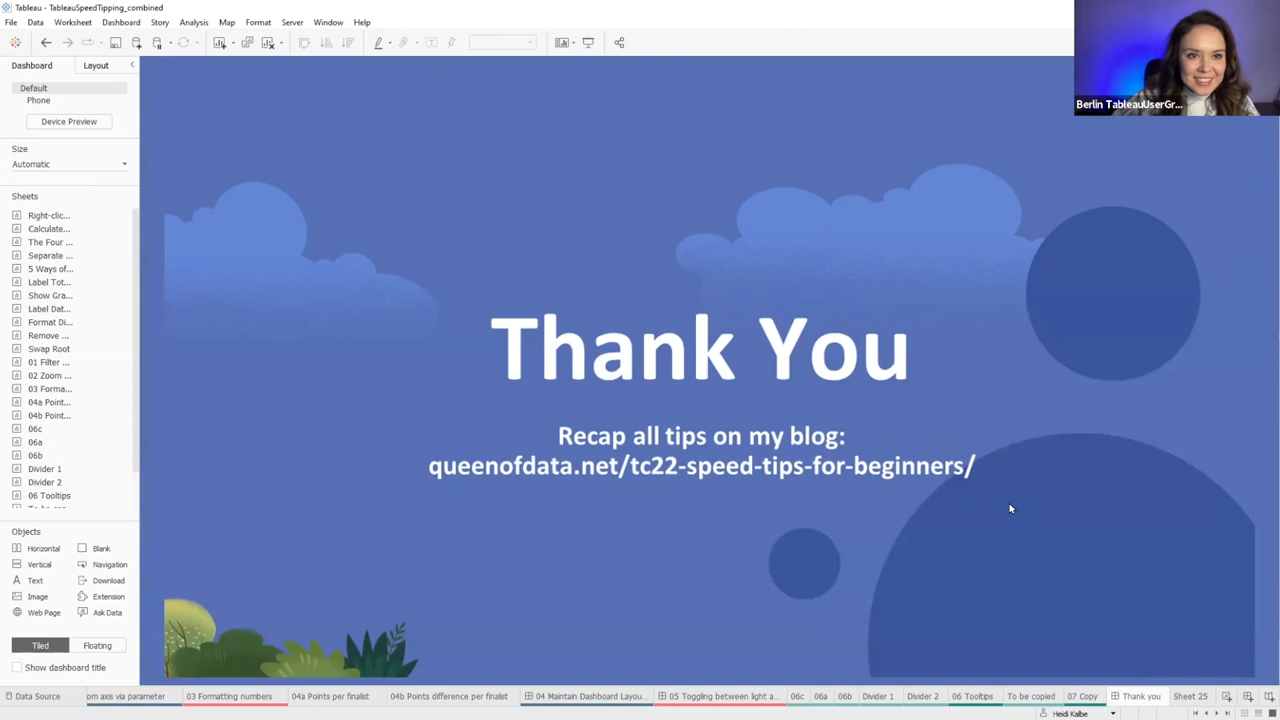 Tableau - TableauSpeedTipping_combined
File Data Worksheet Dashboard Story Analysis Map Format Server Window Help
Dashboard Layout
Default
Phone
Device Preview
Size
Automatic
Sheets
Right-clic...
Calculate...
The Four ...
Separate ...
5 Ways of...
Label Tot...
Show Gra...
Label Dat...
Format Di...
Remove ...
Swap Root
01 Filter ...
02 Zoom ...
03 Forma...
04a Point...
04b Point...
06c
06a
06b
Divider 1
Divider 2
06 Tooltips
Objects
Horizontal Blank
Vertical Navigation
Text Download
Image Extension
Web Page Ask Data
Tiled Floating
Show dashboard title
Berlin TableauUserGr...
Thank You
Recap all tips on my blog:
queenofdata.net/tc22-speed-tips-for-beginners/
Data Source om axis via parameter 03 Formatting numbers 04a Points per finalist 04b Points difference per finalist 04 Maintain Dashboard Layou... 05 Toggling between light a... 06c 06a 06b Divider 1 Divider 2 06 Tooltips To be copied 07 Copy Thank you Sheet 25
Heidi Kalbe